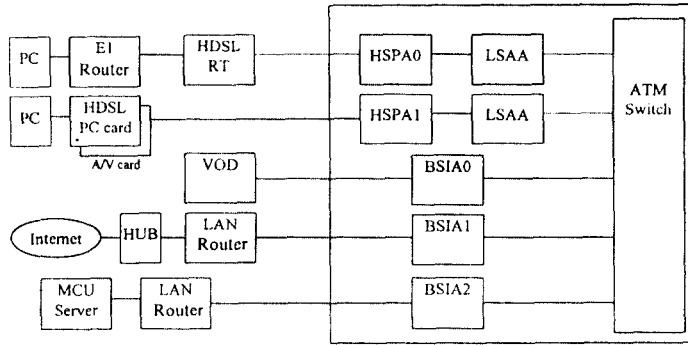 PC
E1
Router
HDSL
RT
HSPA0
LSAA
ATM
Switch
PC
HDSL
PC card
A/V card
HSPA1
LSAA
VOD
BSIA0
Internet
HUB
LAN
Router
BSIA1
MCU
Server
LAN
Router
BSIA2